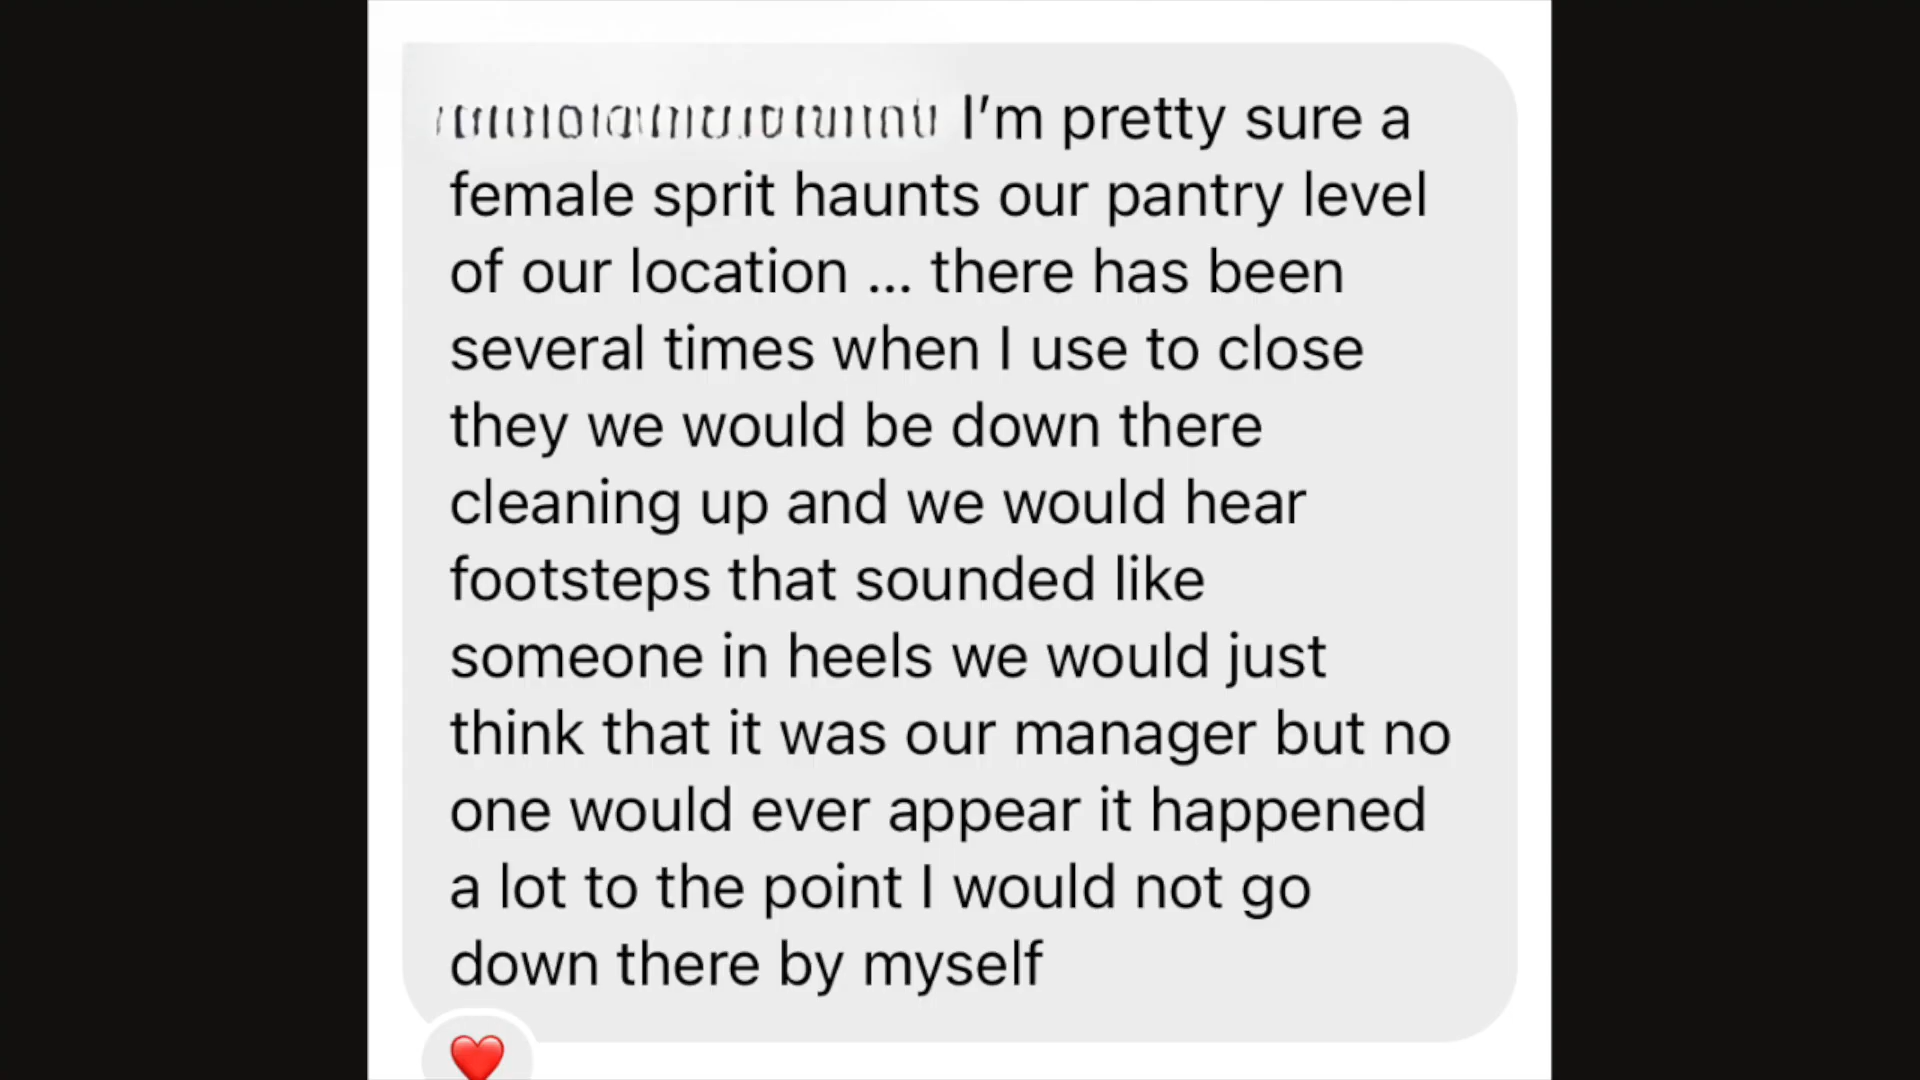 I’m pretty sure a
female sprit haunts our pantry level
of our location ... there has been
several times when I use to close
they we would be down there
cleaning up and we would hear
footsteps that sounded like
someone in heels we would just
think that it was our manager but no
one would ever appear it happened
a lot to the point I would not go
down there by myself